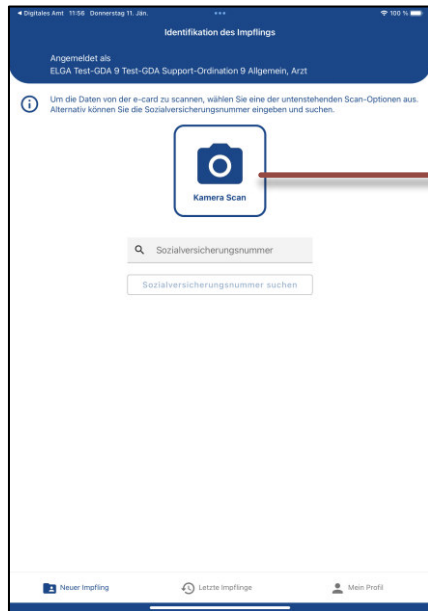 ◀ Digitales Amt 11:56 Donnerstag 11. Jän. 100 %
Identifikation des Impflings
Angemeldet als
ELGA Test-GDA 9 Test-GDA Support-Ordination 9 Allgemein, Arzt
Um die Daten von der e-card zu scannen, wählen Sie eine der untenstehenden Scan-Optionen aus.
Alternativ können Sie die Sozialversicherungsnummer eingeben und suchen.
Kamera Scan
Sozialversicherungsnummer
Sozialversicherungsnummer suchen
Neuer Impfling Letzte Impflinge Mein Profil